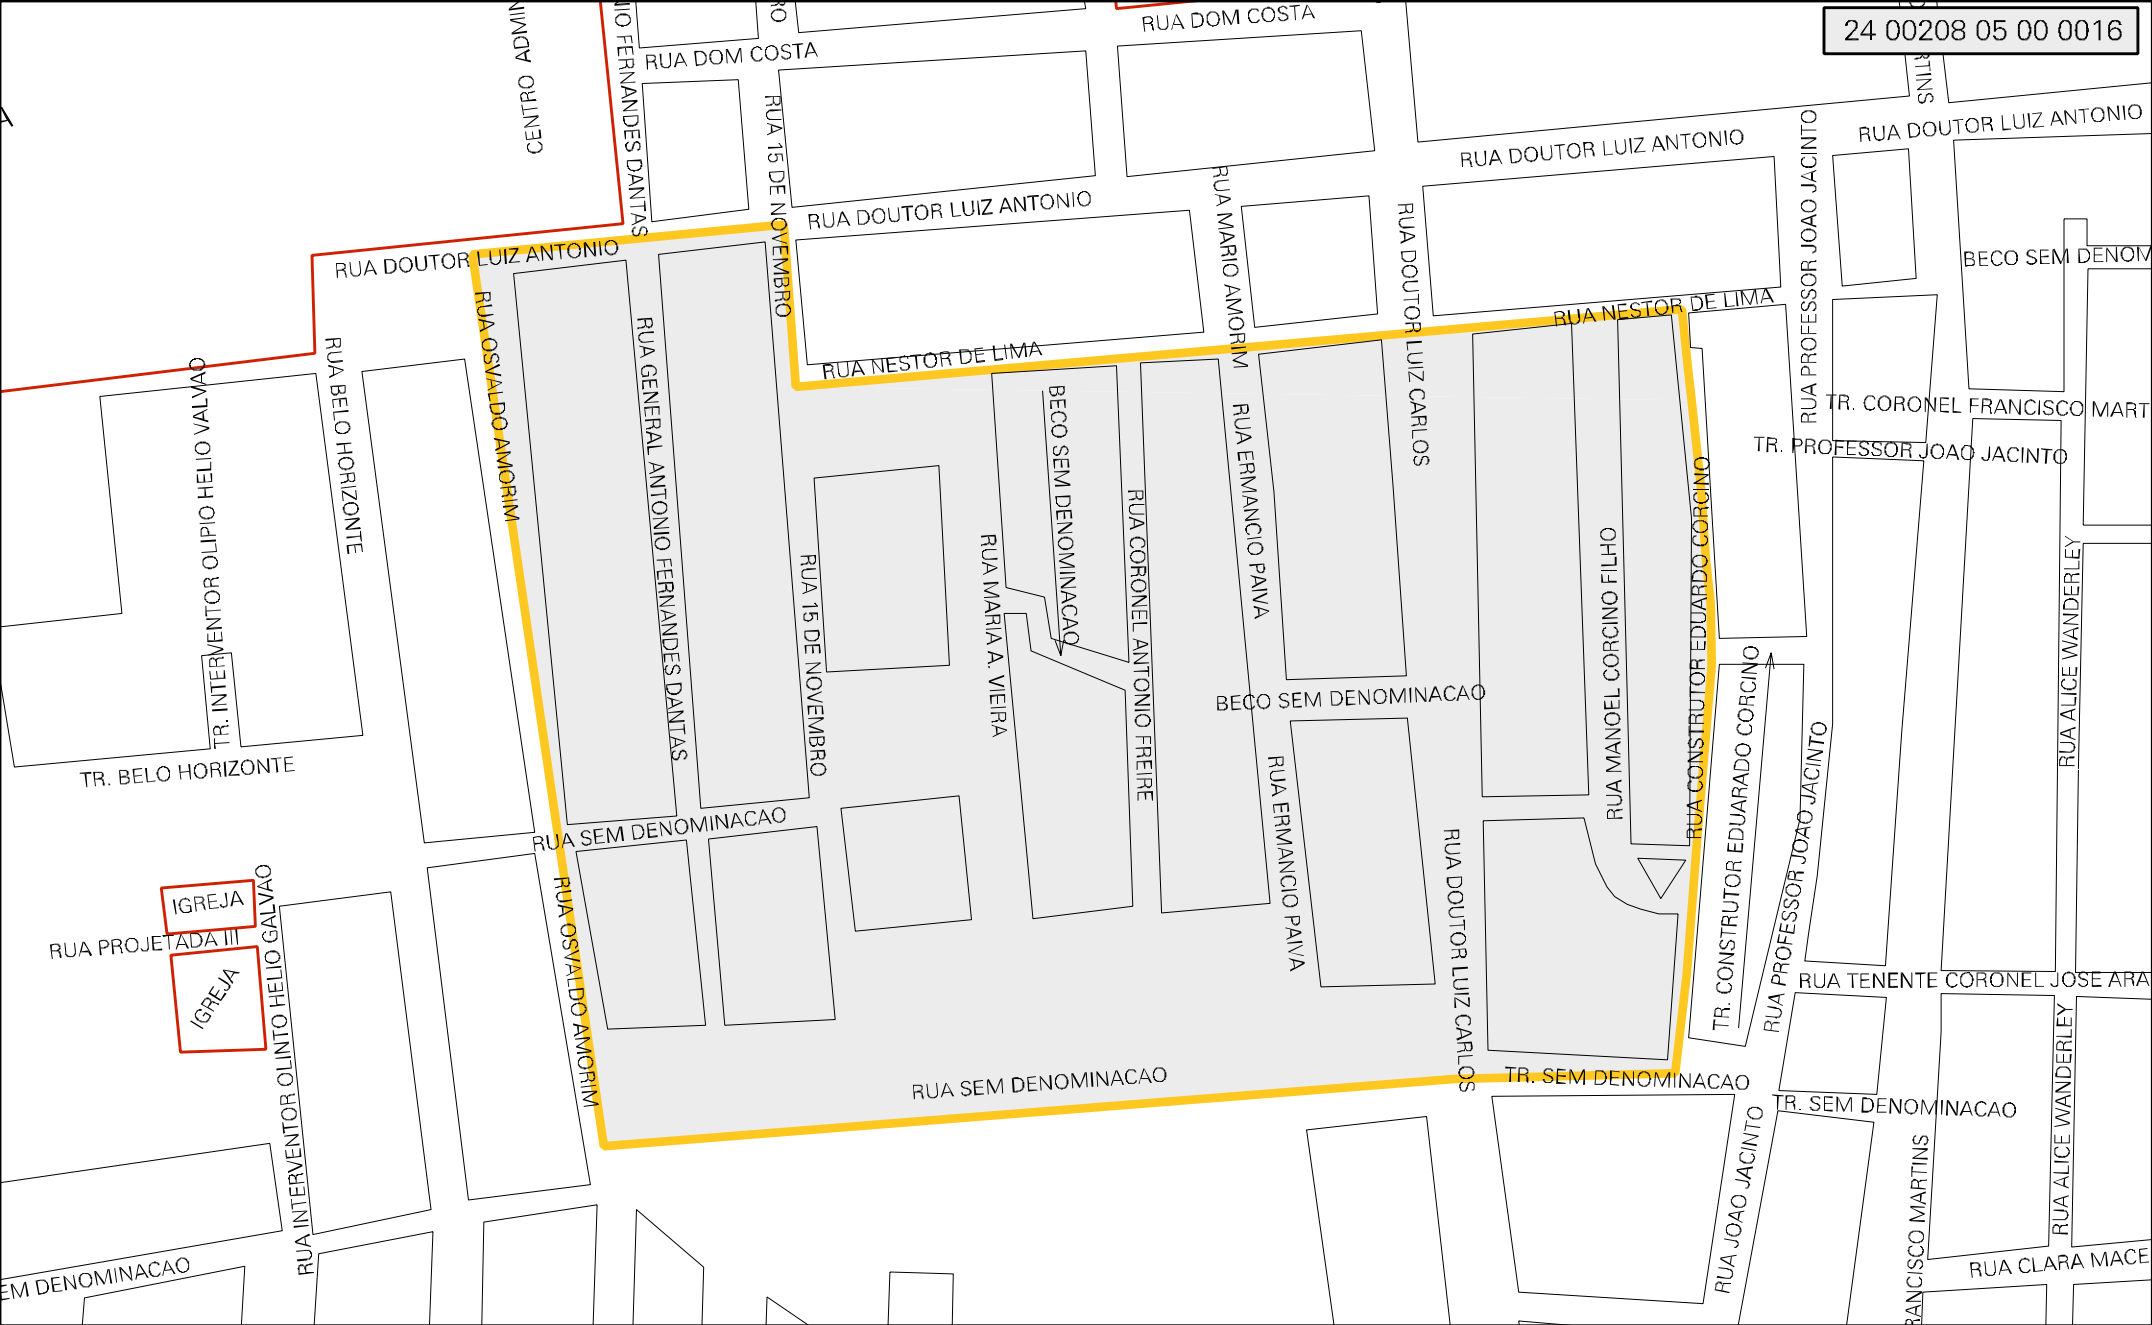 24 00208 05 00 0016
RUA DOM COSTA
RUA DOM COSTA
CENTRO ADMIN
IO FERNANDES DANTAS
RUA 15 DE NOVEMBRO
RO
RTINS
RUA DOUTOR LUIZ ANTONIO
RUA DOUTOR LUIZ ANTONIO
RUA DOUTOR LUIZ ANTONIO
RUA DOUTOR LUIZ ANTONIO
RUA MARIO AMORIM
RUA DOUTOR LUIZ CARLOS
RUA PROFESSOR JOAO JACINTO
BECO SEM DENOM
RUA NESTOR DE LIMA
RUA NESTOR DE LIMA
RUA OSVALDO AMORIM
RUA BELO HORIZONTE
RUA GENERAL ANTONIO FERNANDES DANTAS
TR. INTERVENTOR OLIPIO HELIO VALVAO
BECO SEM DENOMINACAO
RUA CORONEL ANTONIO FREIRE
RUA ERMANCIO PAIVA
TR. CORONEL FRANCISCO MART
TR. PROFESSOR JOAO JACINTO
RUA MARIA A. VIEIRA
RUA 15 DE NOVEMBRO
RUA MANOEL CORCINO FILHO
RUA CONSTRUTOR EDUARDO CORCINO
RUA ALICE WANDERLEY
BECO SEM DENOMINACAO
TR. BELO HORIZONTE
RUA SEM DENOMINACAO
RUA ERMANCIO PAIVA
RUA DOUTOR LUIZ CARLOS
TR. CONSTRUTOR EDUARADO CORCINO
RUA PROFESSOR JOAO JACINTO
IGREJA
RUA PROJETADA III
IGREJA
RUA INTERVENTOR OLINTO HELIO GALVAO
RUA OSVALDO AMORIM
RUA TENENTE CORONEL JOSE ARA
RUA SEM DENOMINACAO
TR. SEM DENOMINACAO
TR. SEM DENOMINACAO
RUA ALICE WANDERLEY
RUA JOAO JACINTO
RANCISCO MARTINS
EM DENOMINACAO
RUA CLARA MACE